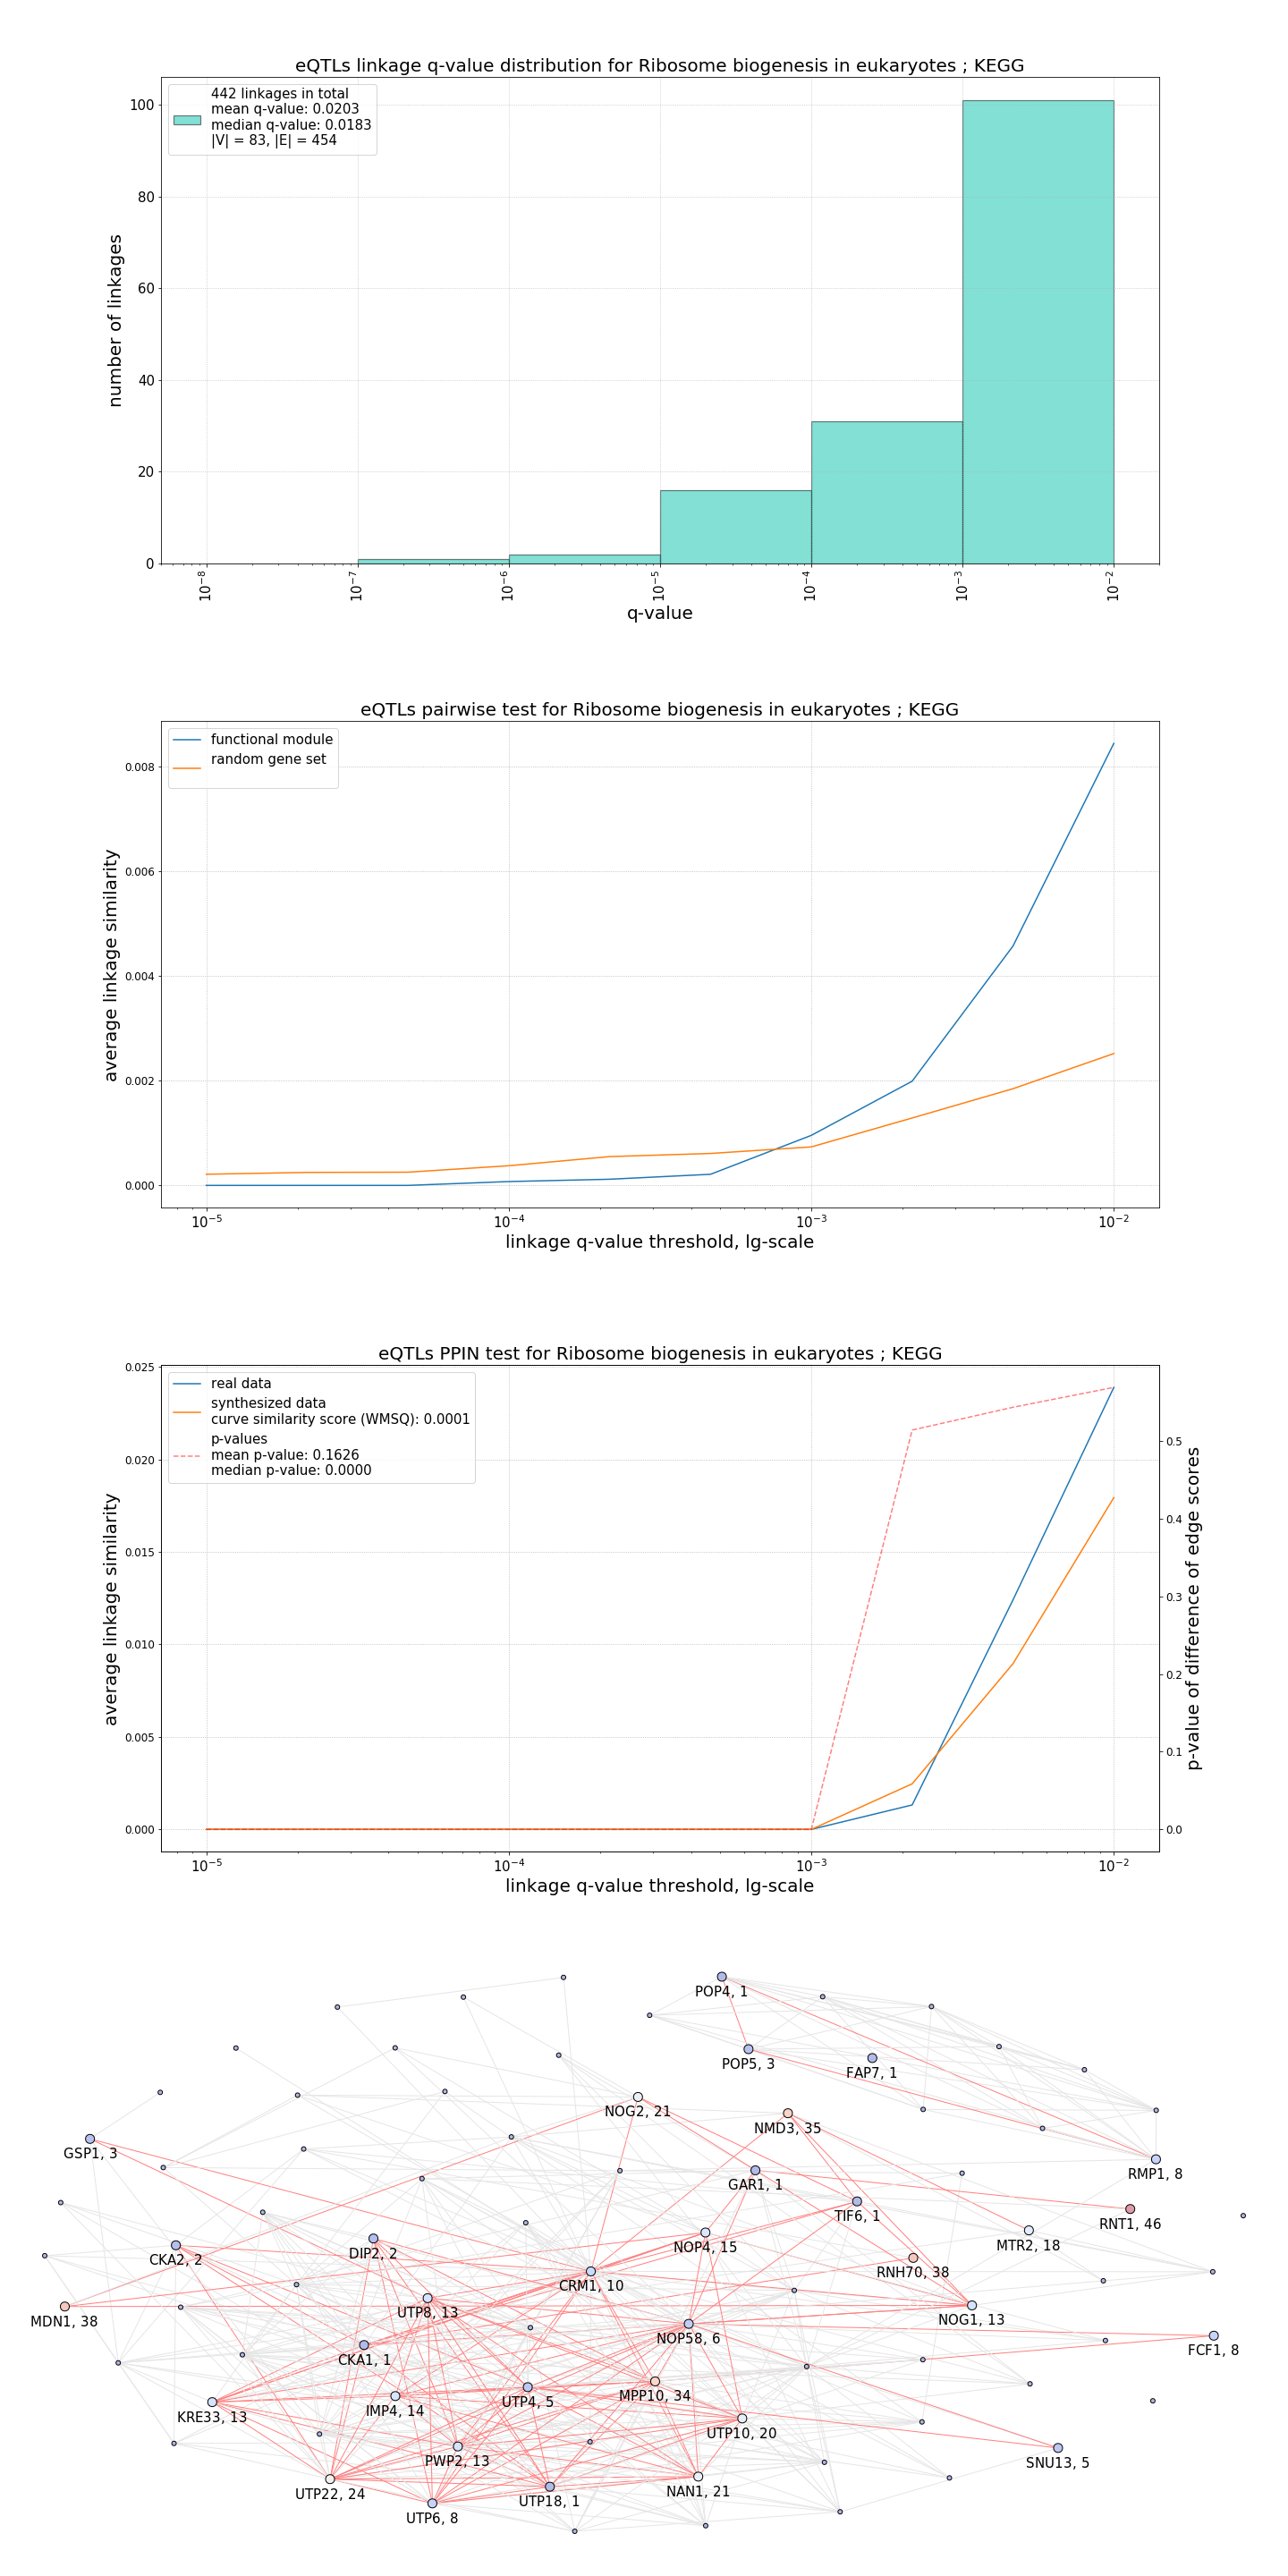 eQTLs linkage q-value distribution for Ribosome biogenesis in eukaryotes ; KEGG
442 linkages in total
mean q-value: 0.0203
median q-value: 0.0183
|V| = 83, |E| = 454
number of linkages
100
80
60
40
20
0
10⁻⁸
10⁻⁷
10⁻⁶
10⁻⁵
10⁻⁴
10⁻³
10⁻²
q-value
eQTLs pairwise test for Ribosome biogenesis in eukaryotes ; KEGG
functional module
random gene set
average linkage similarity
0.008
0.006
0.004
0.002
0.000
10⁻⁵
10⁻⁴
10⁻³
10⁻²
linkage q-value threshold, lg-scale
eQTLs PPIN test for Ribosome biogenesis in eukaryotes ; KEGG
real data
synthesized data
curve similarity score (WMSQ): 0.0001
p-values
mean p-value: 0.1626
median p-value: 0.0000
average linkage similarity
0.025
0.020
0.015
0.010
0.005
0.000
p-value of difference of edge scores
0.5
0.4
0.3
0.2
0.1
0.0
10⁻⁵
10⁻⁴
10⁻³
10⁻²
linkage q-value threshold, lg-scale
POP4, 1
POP5, 3
FAP7, 1
NOG2, 21
NMD3, 35
GSP1, 3
RMP1, 8
GAR1, 1
TIF6, 1
RNT1, 46
MTR2, 18
CKA2, 2
DIP2, 2
NOP4, 15
RNH70, 38
CRM1, 10
MDN1, 38
UTP8, 13
NOG1, 13
NOP58, 6
FCF1, 8
CKA1, 1
MPP10, 34
UTP4, 5
IMP4, 14
KRE33, 13
UTP10, 20
PWP2, 13
SNU13, 5
NAN1, 21
UTP22, 24
UTP18, 1
UTP6, 8